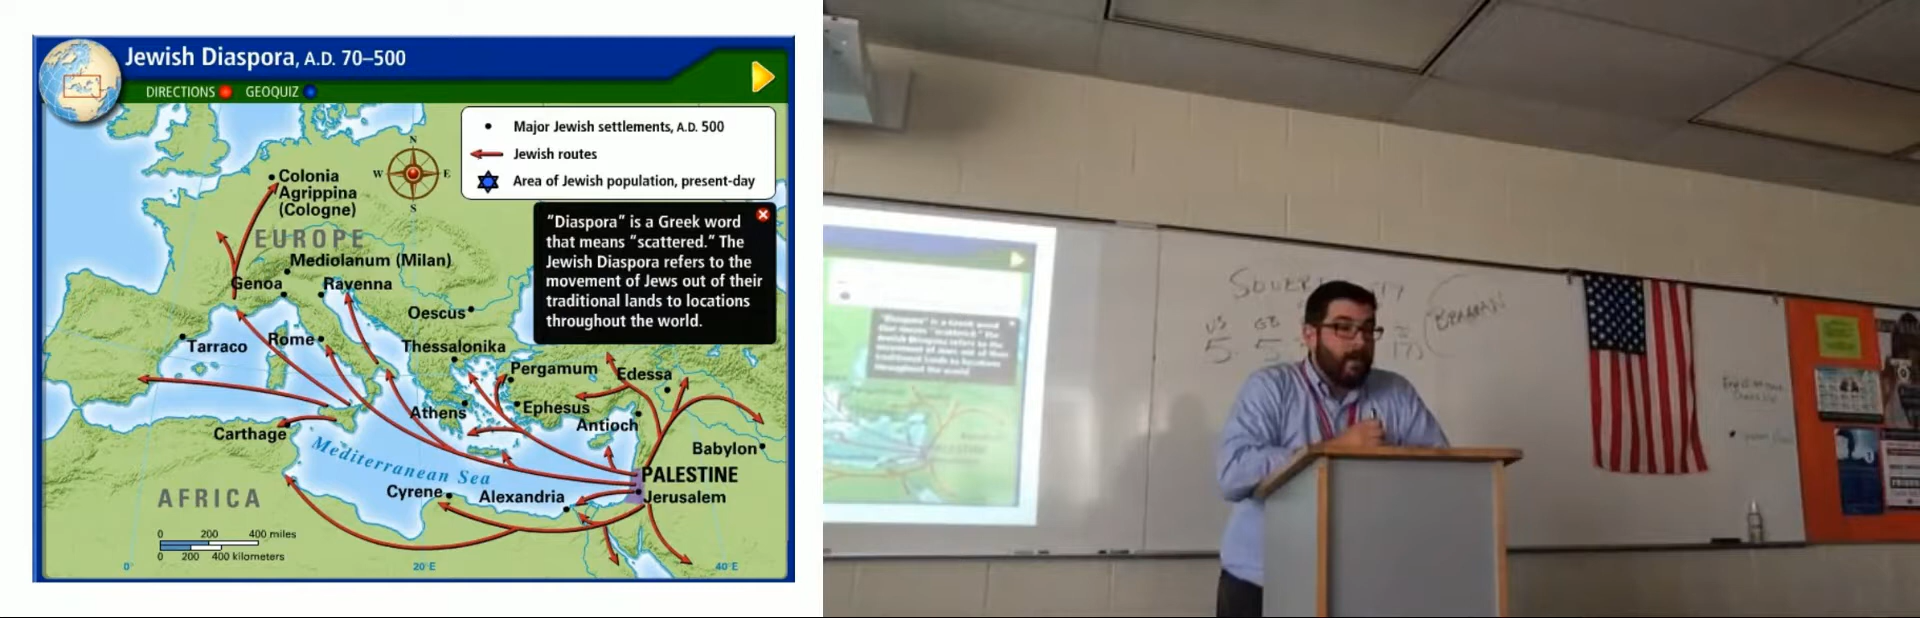 Jewish Diaspora, A.D. 70–500
DIRECTIONS GEOQUIZ
Major Jewish settlements, A.D. 500
Jewish routes
Area of Jewish population, present-day
"Diaspora" is a Greek word
that means "scattered." The
Jewish Diaspora refers to the
movement of Jews out of their
traditional lands to locations
throughout the world.
N
W E
S
Colonia
Agrippina
(Cologne)
EUROPE
Mediolanum (Milan)
Genoa
Ravenna
Oescus
Tarraco
Rome
Thessalonika
Pergamum
Edessa
Athens
Ephesus
Antioch
Carthage
Babylon
Mediterranean Sea
PALESTINE
Cyrene
Alexandria
Jerusalem
AFRICA
0 200 400 miles
0 200 400 kilometers
0°
20°E
40°E
US
5
5